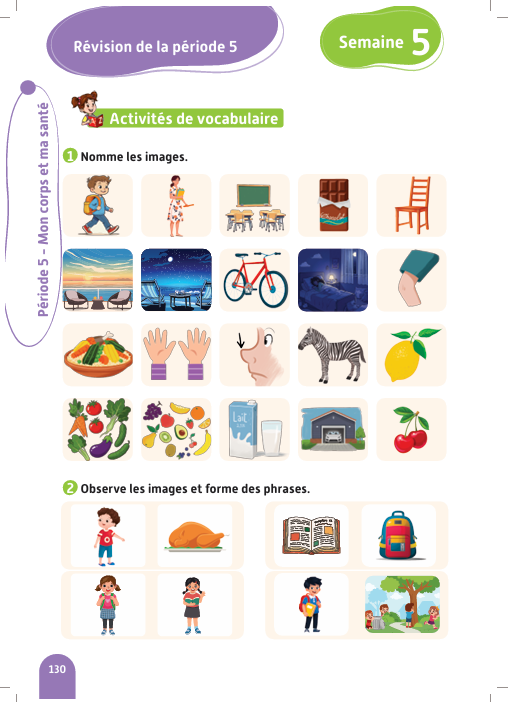 Révision de la période 5
Semaine 5
Période 5 – Mon corps et ma santé
Activités de vocabulaire
1 Nomme les images.
Lait
2 Observe les images et forme des phrases.
130